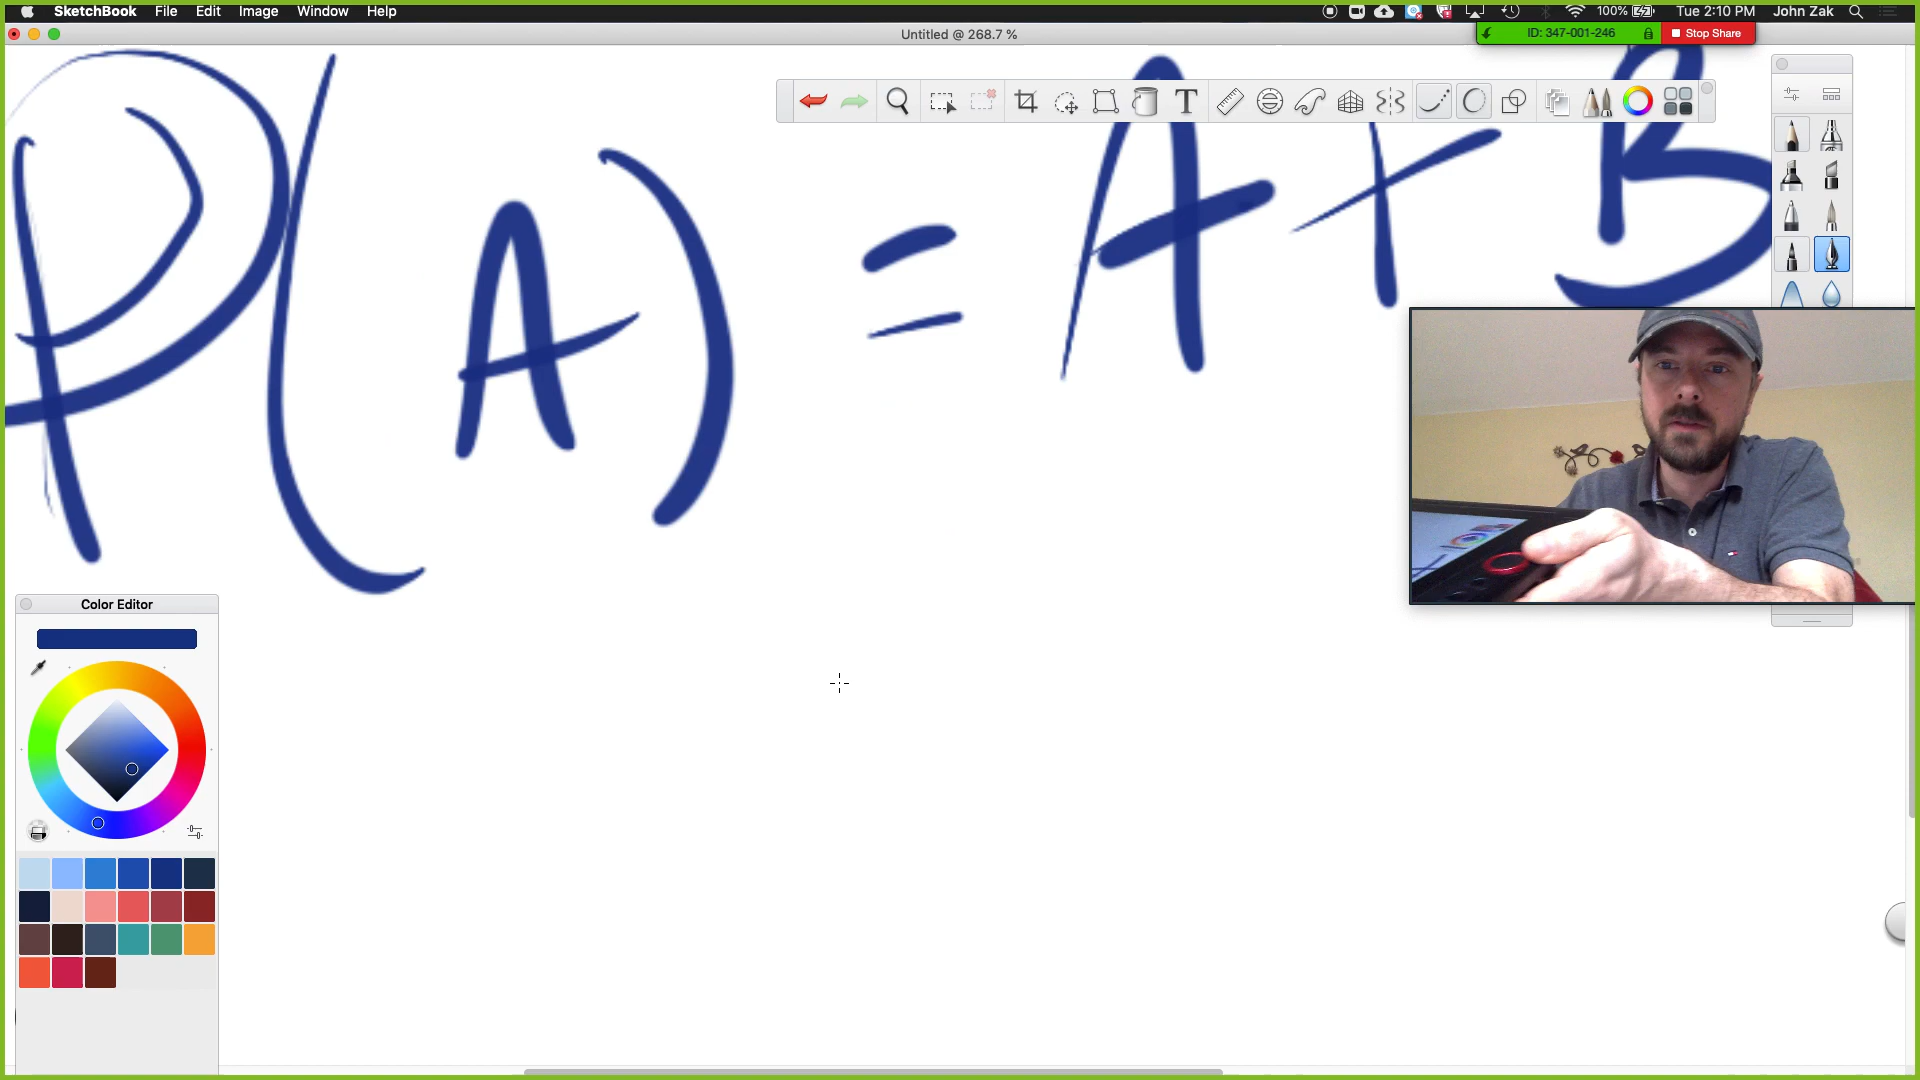 SketchBook File Edit Image Window Help 100% Tue 2:10 PM John Zak
Untitled @ 268.7 %
ID: 347-001-246 Stop Share
T
P(A) = A+B
Color Editor